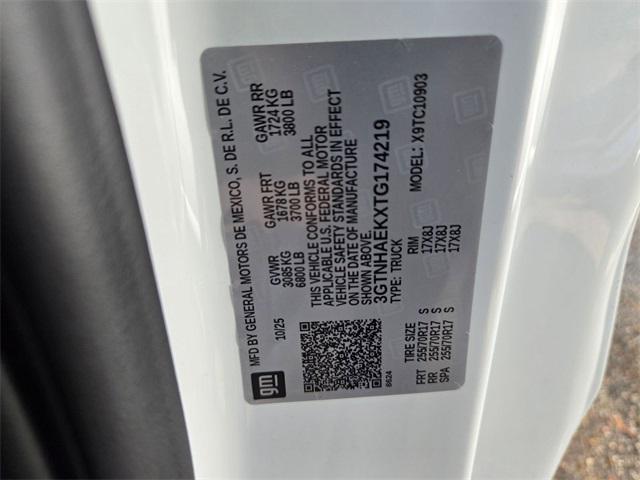 MFD BY GENERAL MOTORS DE MEXICO, S. DE R.L. DE C.V.
10/25
GVWR
3085 KG
6800 LB
GAWR FRT
1678 KG
3700 LB
GAWR RR
1724 KG
3800 LB
THIS VEHICLE CONFORMS TO ALL
APPLICABLE U.S. FEDERAL MOTOR
VEHICLE SAFETY STANDARDS IN EFFECT
ON THE DATE OF MANUFACTURE
SHOWN ABOVE.
3GTNHAEKXTG174219
TYPE: TRUCK
MODEL: X9TC10903
gm
8624
TIRE SIZE RIM
FRT 255/70R17 S 17X8J
RR 255/70R17 S 17X8J
SPA 255/70R17 S 17X8J